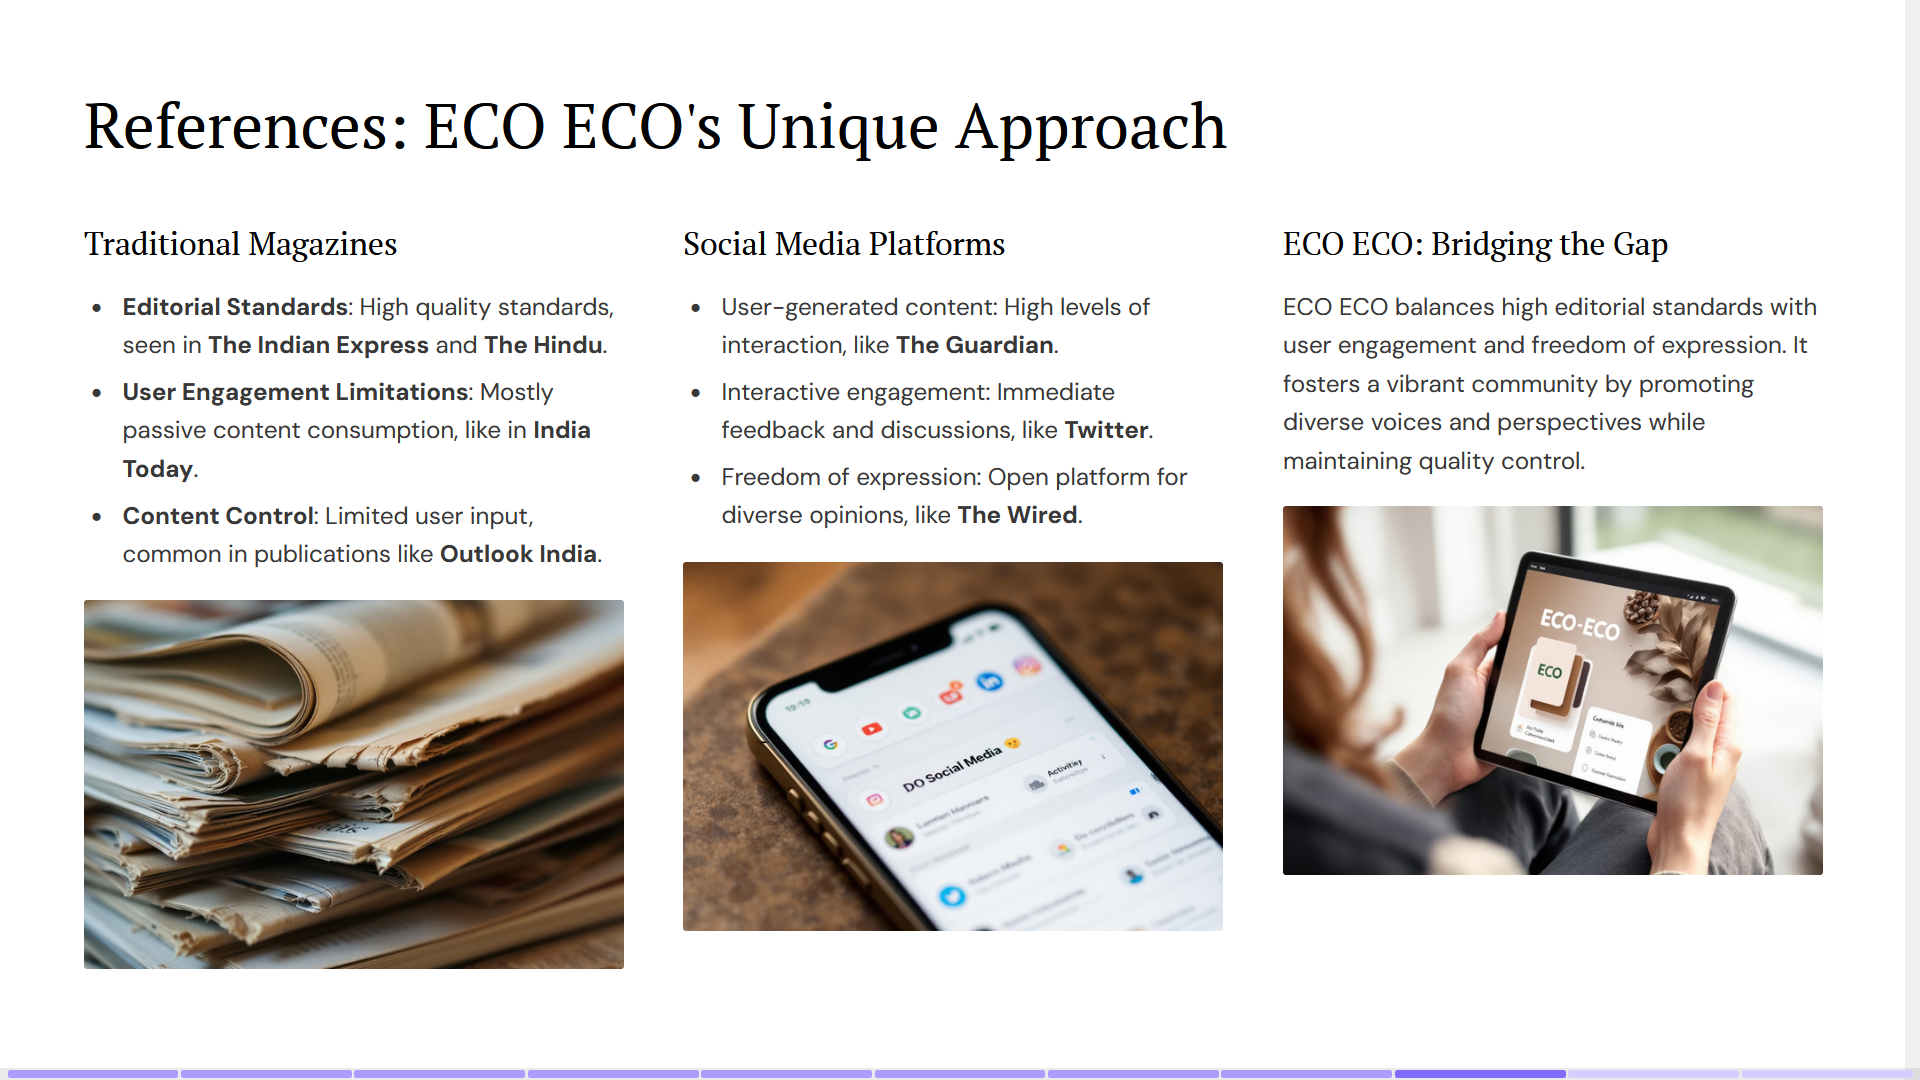 References: ECO ECO's Unique Approach
Traditional Magazines
Editorial Standards: High quality standards,
seen in The Indian Express and The Hindu.
User Engagement Limitations: Mostly
passive content consumption, like in India
Today.
Content Control: Limited user input,
common in publications like Outlook India.
Social Media Platforms
User-generated content: High levels of
interaction, like The Guardian.
Interactive engagement: Immediate
feedback and discussions, like Twitter.
Freedom of expression: Open platform for
diverse opinions, like The Wired.
DO Social Media
ECO ECO: Bridging the Gap
ECO ECO balances high editorial standards with
user engagement and freedom of expression. It
fosters a vibrant community by promoting
diverse voices and perspectives while
maintaining quality control.
ECO-ECO
ECO